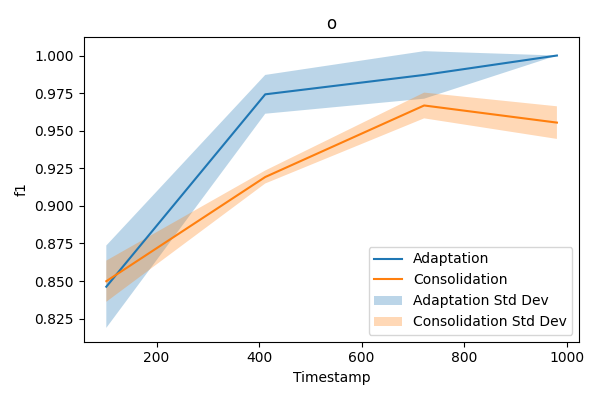 o
1.000
0.975
0.950
0.925
0.900
0.875
0.850
0.825
f1
200
400
600
800
1000
Timestamp
Adaptation
Consolidation
Adaptation Std Dev
Consolidation Std Dev